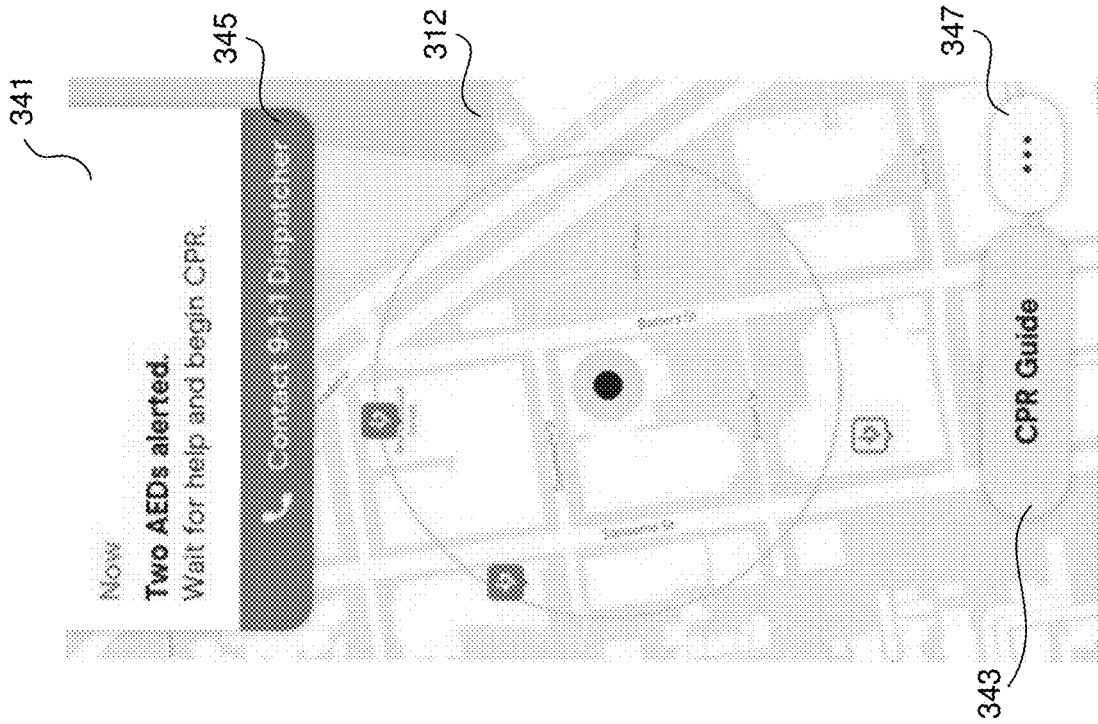 341
Now
Two AEDs alerted.
Wait for help and begin CPR.
Contact 9-1-1 Dispatcher
345
312
CPR Guide
343
347